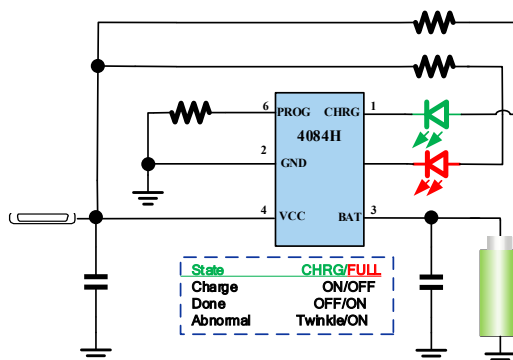 6 PROG CHRG 1
4084H
2 GND
4 VCC BAT 3
State CHRG/FULL
Charge ON/OFF
Done OFF/ON
Abnormal Twinkle/ON